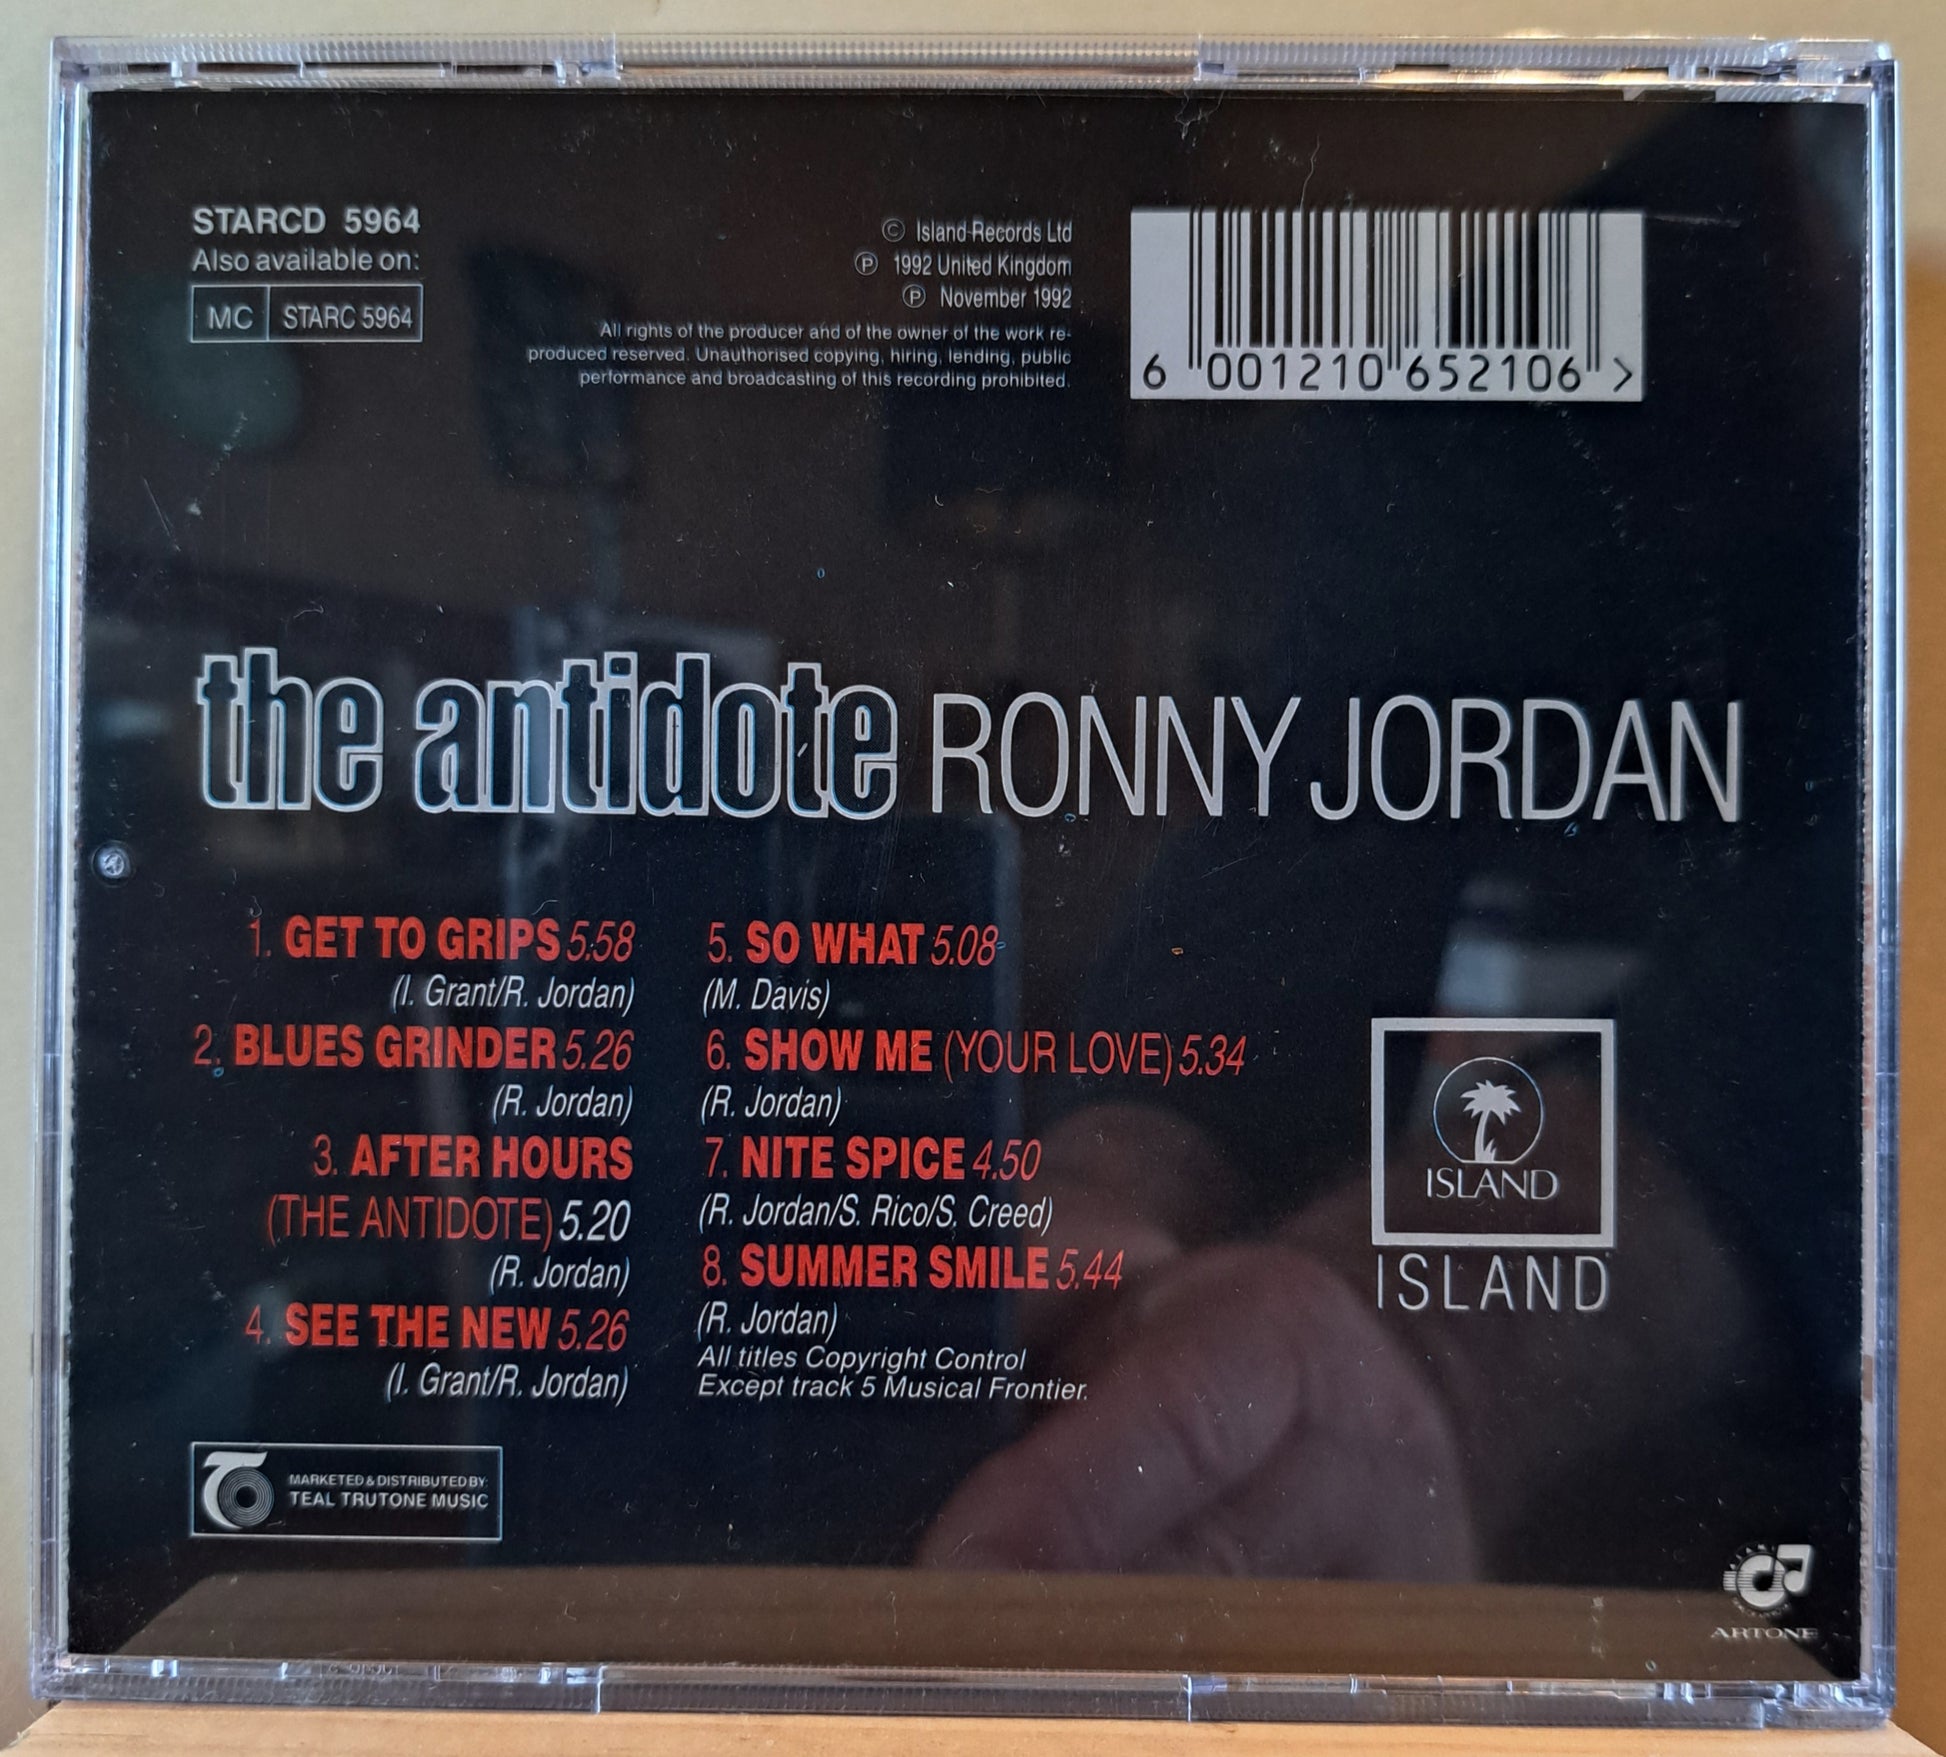 STARCD 5964
Also available on:
MC STARC 5964
© Island Records Ltd
℗ 1992 United Kingdom
℗ November 1992
All rights of the producer and of the owner of the work re-
produced reserved. Unauthorised copying, hiring, lending, public
performance and broadcasting of this recording prohibited.
6 001210 652106 >
the antidote RONNY JORDAN
1. GET TO GRIPS 5.58
(I. Grant/R. Jordan)
2. BLUES GRINDER 5.26
(R. Jordan)
3. AFTER HOURS
(THE ANTIDOTE) 5.20
(R. Jordan)
4. SEE THE NEW 5.26
(I. Grant/R. Jordan)
5. SO WHAT 5.08
(M. Davis)
6. SHOW ME (YOUR LOVE) 5.34
(R. Jordan)
7. NITE SPICE 4.50
(R. Jordan/S. Rico/S. Creed)
8. SUMMER SMILE 5.44
(R. Jordan)
All titles Copyright Control
Except track 5 Musical Frontier.
ISLAND
ISLAND
MARKETED & DISTRIBUTED BY:
TEAL TRUTONE MUSIC
ARTONE